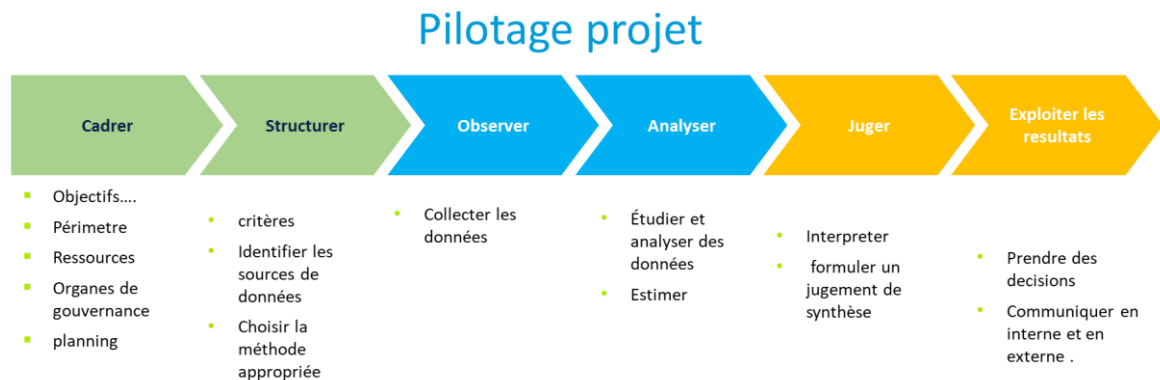 Pilotage projet
Cadrer
Structurer
Observer
Analyser
Juger
Exploiter les
resultats
Objectifs....
Périmetre
Ressources
Organes de
gouvernance
planning
critères
Identifier les
sources de
données
Choisir la
méthode
appropriée
Collecter les
données
Étudier et
analyser des
données
Estimer
Interpreter
formuler un
jugement de
synthèse
Prendre des
decisions
Communiquer en
interne et en
externe .